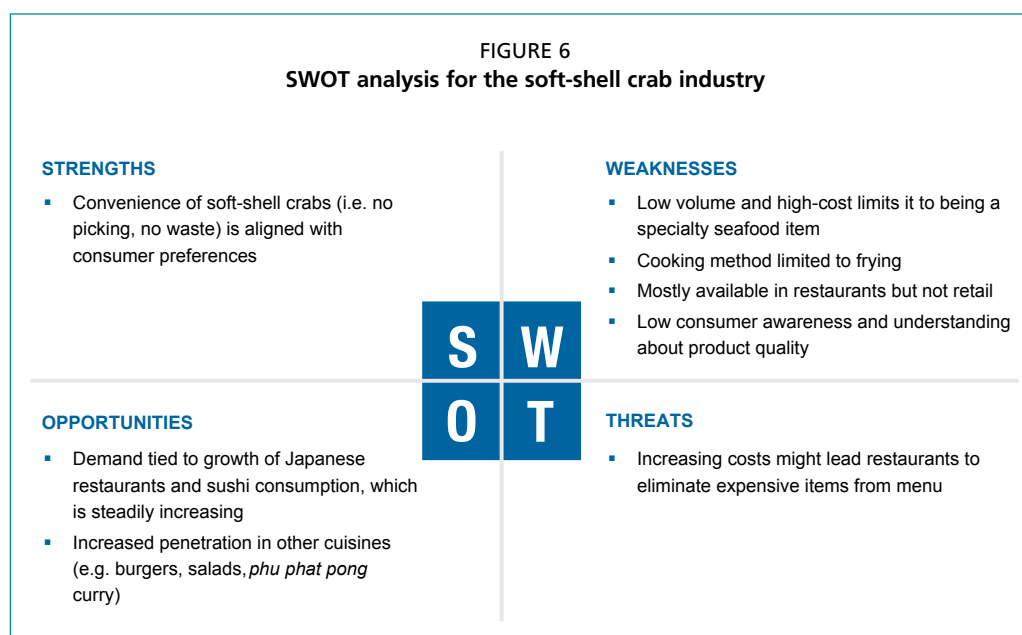 FIGURE 6
SWOT analysis for the soft-shell crab industry
STRENGTHS
▪ Convenience of soft-shell crabs (i.e. no
picking, no waste) is aligned with
consumer preferences
WEAKNESSES
▪ Low volume and high-cost limits it to being a
specialty seafood item
▪ Cooking method limited to frying
▪ Mostly available in restaurants but not retail
▪ Low consumer awareness and understanding
about product quality
S W
O T
OPPORTUNITIES
▪ Demand tied to growth of Japanese
restaurants and sushi consumption, which
is steadily increasing
▪ Increased penetration in other cuisines
(e.g. burgers, salads, phu phat pong
curry)
THREATS
▪ Increasing costs might lead restaurants to
eliminate expensive items from menu